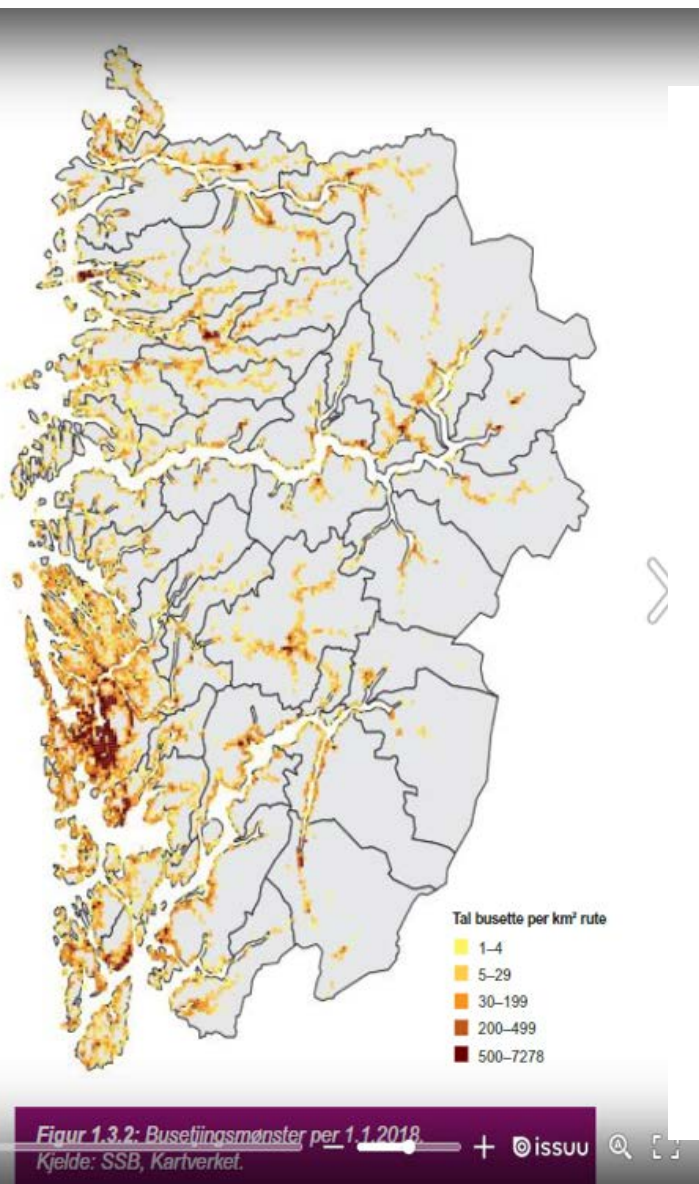 Tal busette per km² rute
1–4
5–29
30–199
200–499
500–7278
Figur 1.3.2: Busetjingsmønster per 1.1.2018.
Kjelde: SSB, Kartverket.
issuu